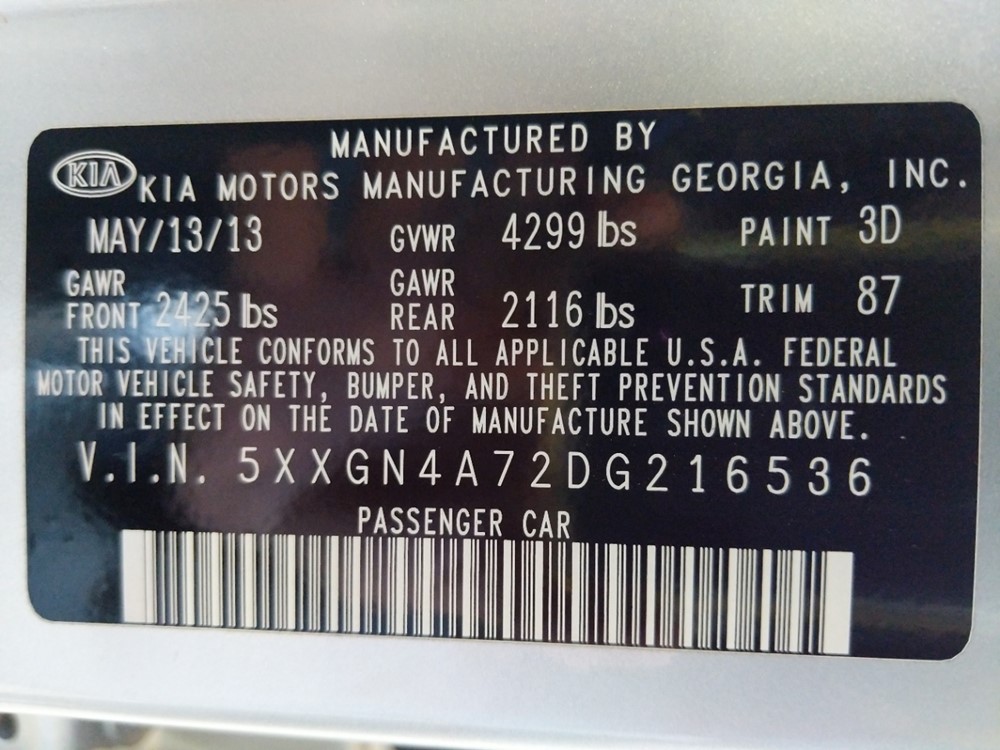 MANUFACTURED BY
KIA KIA MOTORS MANUFACTURING GEORGIA, INC.
MAY/13/13 GVWR 4299 lbs PAINT 3D
GAWR FRONT 2425 lbs GAWR REAR 2116 lbs TRIM 87
THIS VEHICLE CONFORMS TO ALL APPLICABLE U.S.A. FEDERAL
MOTOR VEHICLE SAFETY, BUMPER, AND THEFT PREVENTION STANDARDS
IN EFFECT ON THE DATE OF MANUFACTURE SHOWN ABOVE.
V.I.N. 5XXGN4A72DG216536
PASSENGER CAR